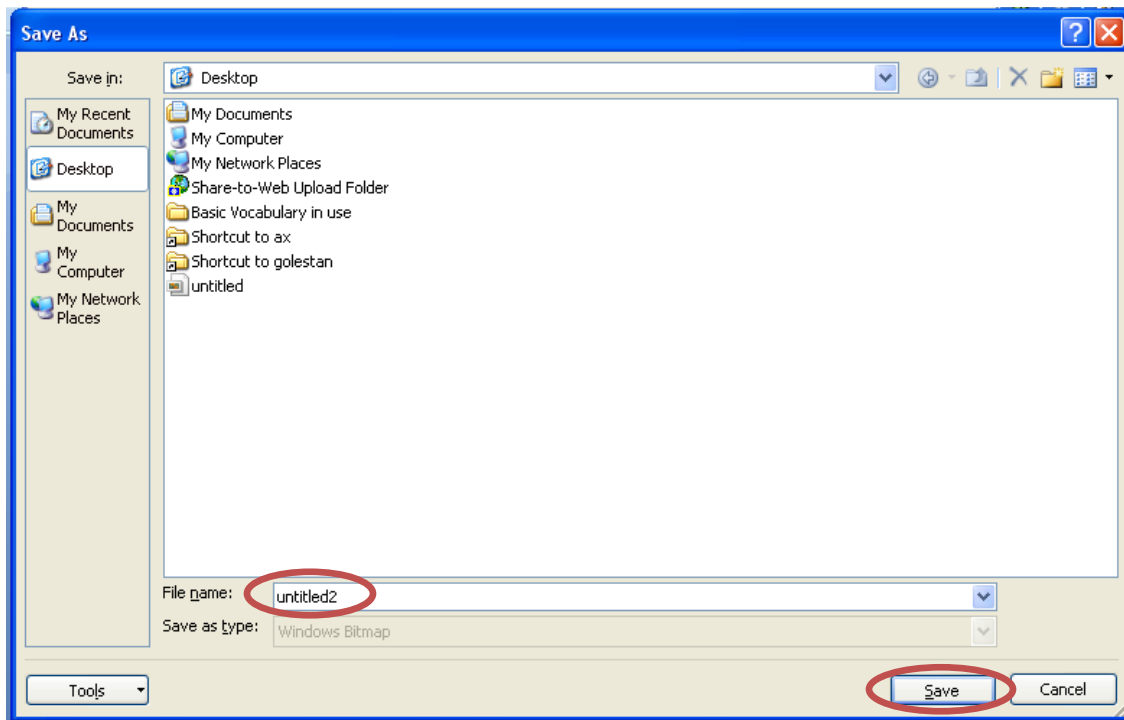 Save As
Save in:
Desktop
My Recent
Documents
Desktop
My
Documents
My
Computer
My Network
Places
My Documents
My Computer
My Network Places
Share-to-Web Upload Folder
Basic Vocabulary in use
Shortcut to ax
Shortcut to golestan
untitled
File name:
untitled2
Save as type:
Windows Bitmap
Tools
Save
Cancel